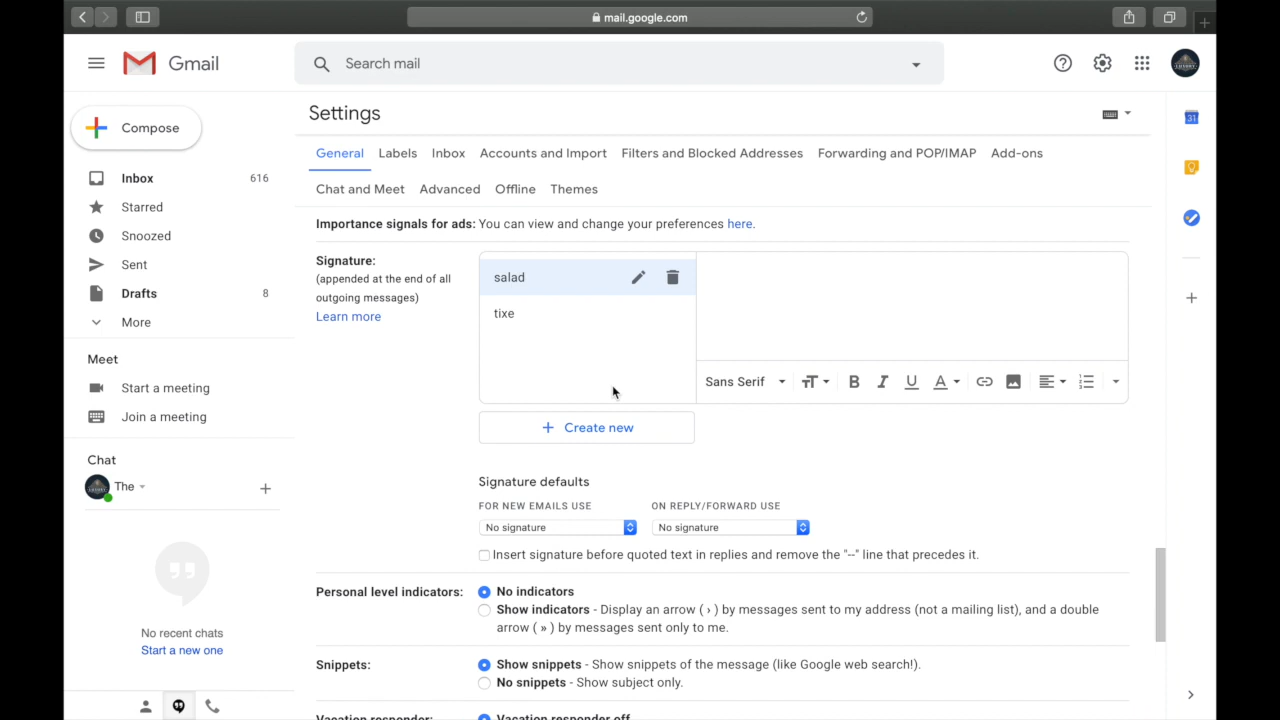 mail.google.com
Gmail
Search mail
Compose
Inbox 616
Starred
Snoozed
Sent
Drafts 8
More
Meet
Start a meeting
Join a meeting
Chat
The
No recent chats
Start a new one
Settings
General Labels Inbox Accounts and Import Filters and Blocked Addresses Forwarding and POP/IMAP Add-ons
Chat and Meet Advanced Offline Themes
Importance signals for ads: You can view and change your preferences here.
Signature:
(appended at the end of all
outgoing messages)
Learn more
salad
tixe
Sans Serif
Create new
Signature defaults
FOR NEW EMAILS USE ON REPLY/FORWARD USE
No signature No signature
Insert signature before quoted text in replies and remove the "--" line that precedes it.
Personal level indicators: No indicators
Show indicators - Display an arrow ( › ) by messages sent to my address (not a mailing list), and a double
arrow ( » ) by messages sent only to me.
Snippets: Show snippets - Show snippets of the message (like Google web search!).
No snippets - Show subject only.
Vacation responder: Vacation responder off
31